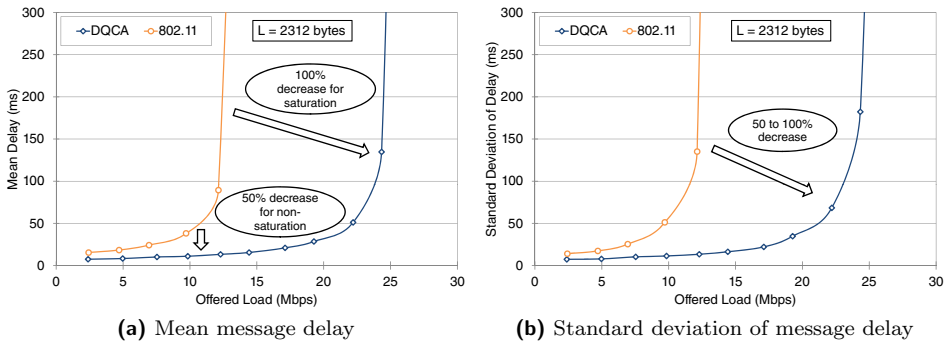 DQCA
802.11
L = 2312 bytes
100%
decrease for
saturation
50% decrease
for non-
saturation
Mean Delay (ms)
300
250
200
150
100
50
0
0 5 10 15 20 25 30
Offered Load (Mbps)
(a) Mean message delay
DQCA
802.11
L = 2312 bytes
50 to 100%
decrease
Standard Deviation of Delay (ms)
300
250
200
150
100
50
0
0 5 10 15 20 25 30
Offered Load (Mbps)
(b) Standard deviation of message delay